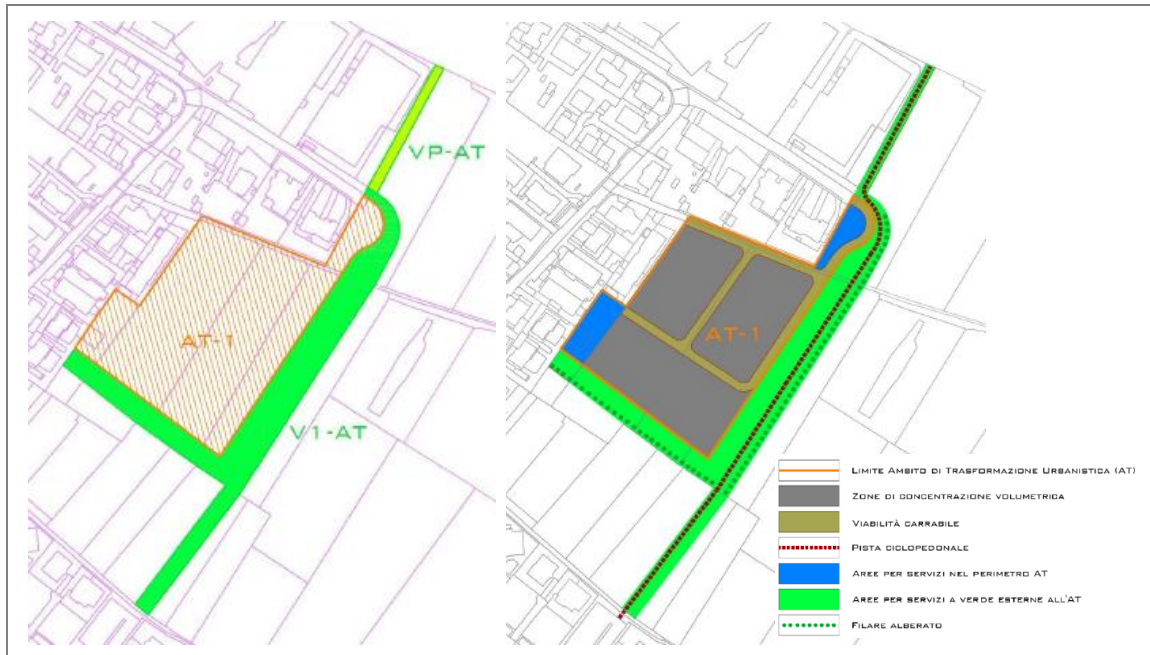 VP-AT
AT-1
V1-AT
AT-1
LIMITE AMBITO DI TRASFORMAZIONE URBANISTICA (AT)
ZONE DI CONCENTRAZIONE VOLUMETRICA
VIABILITÀ CARRABILE
PISTA CICLOPEDONALE
AREE PER SERVIZI NEL PERIMETRO AT
AREE PER SERVIZI A VERDE ESTERNE ALL'AT
FILARE ALBERATO